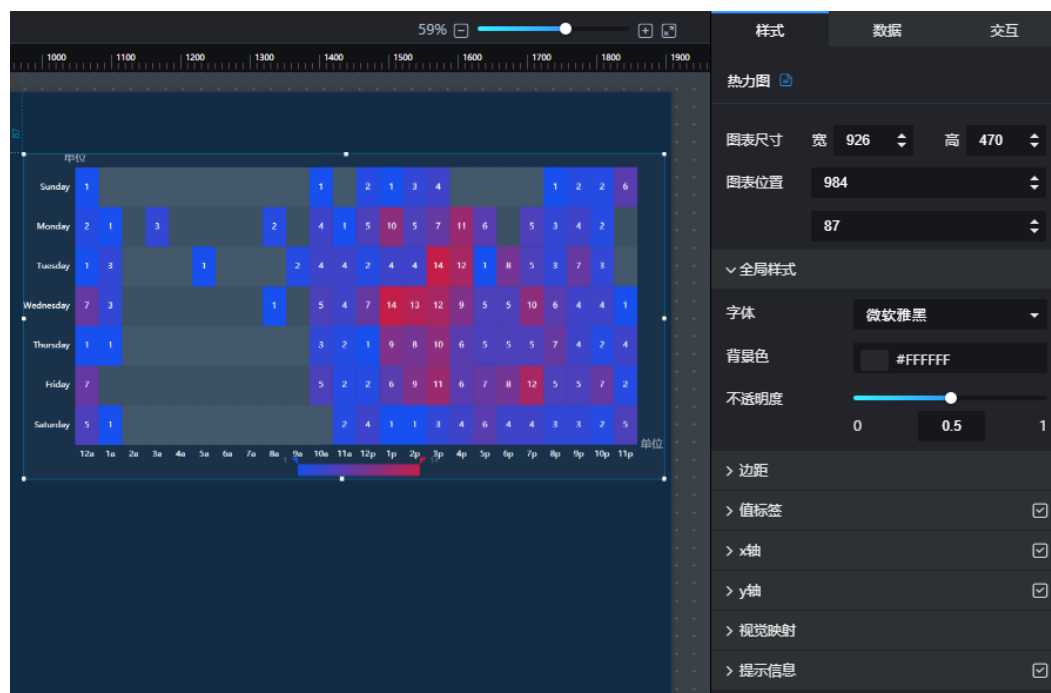 59%
1000 1100 1200 1300 1400 1500 1600 1700 1800 1900
87
单位
Sunday 1 1 2 1 3 4 1 2 2 6
Monday 2 1 3 2 4 1 5 10 5 7 11 6 5 3 4 2
Tuesday 1 3 1 2 4 4 2 4 4 14 12 1 8 5 3 7 3
Wednesday 7 3 1 5 4 7 14 13 12 9 5 5 10 6 4 4 1
Thursday 1 1 3 2 1 9 8 10 6 5 5 5 7 4 2 4
Friday 7 5 2 2 6 9 11 6 7 8 12 5 5 7 2
Saturday 5 1 2 4 1 1 3 4 6 4 4 3 3 2 5
单位
12a 1a 2a 3a 4a 5a 6a 7a 8a 9a 10a 11a 12p 1p 2p 3p 4p 5p 6p 7p 8p 9p 10p 11p
样式 数据 交互
热力图
图表尺寸 宽 926 高 470
图表位置 984
87
全局样式
字体 微软雅黑
背景色 #FFFFFF
不透明度
0 0.5 1
边距
值标签
x轴
y轴
视觉映射
提示信息